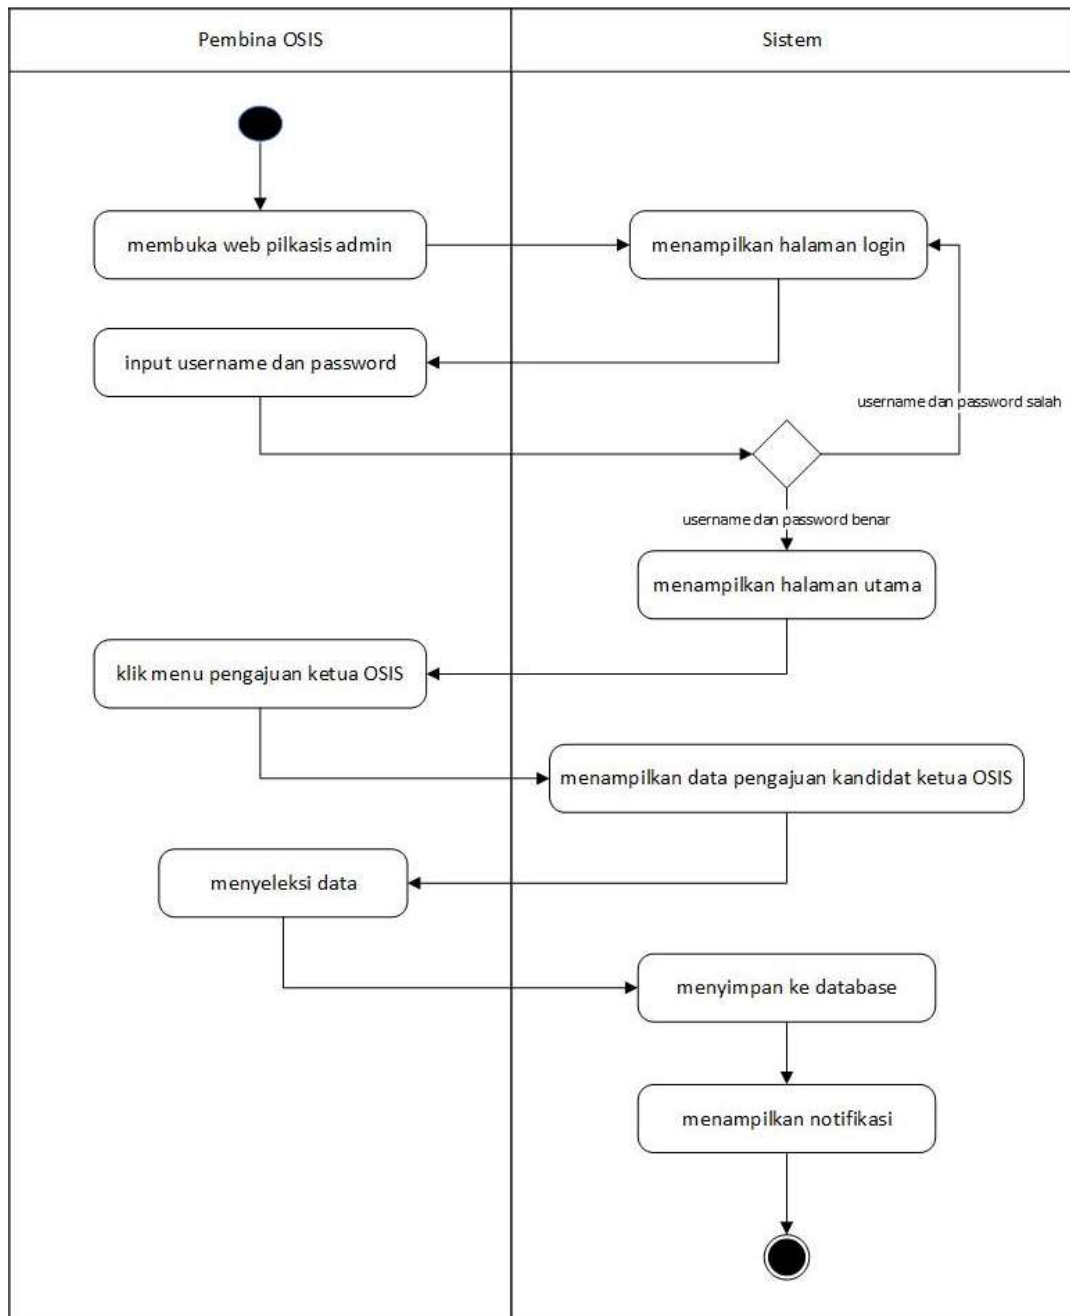 Pembina OSIS
Sistem
membuka web pilkasis admin
menampilkan halaman login
input username dan password
username dan password salah
username dan password benar
menampilkan halaman utama
klik menu pengajuan ketua OSIS
menampilkan data pengajuan kandidat ketua OSIS
menyeleksi data
menyimpan ke database
menampilkan notifikasi